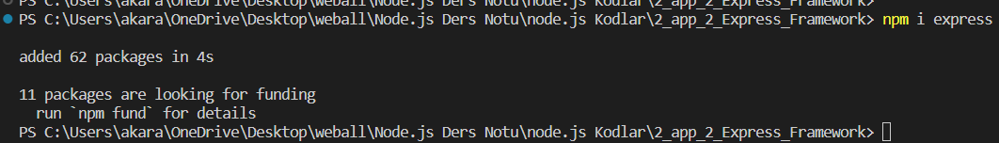 PS C:\Users\akara\OneDrive\Desktop\weball\Node.js Ders Notu\node.js Kodlar\2_app_2_Express_Framework>
PS C:\Users\akara\OneDrive\Desktop\weball\Node.js Ders Notu\node.js Kodlar\2_app_2_Express_Framework> npm i express
added 62 packages in 4s
11 packages are looking for funding
run `npm fund` for details
PS C:\Users\akara\OneDrive\Desktop\weball\Node.js Ders Notu\node.js Kodlar\2_app_2_Express_Framework>